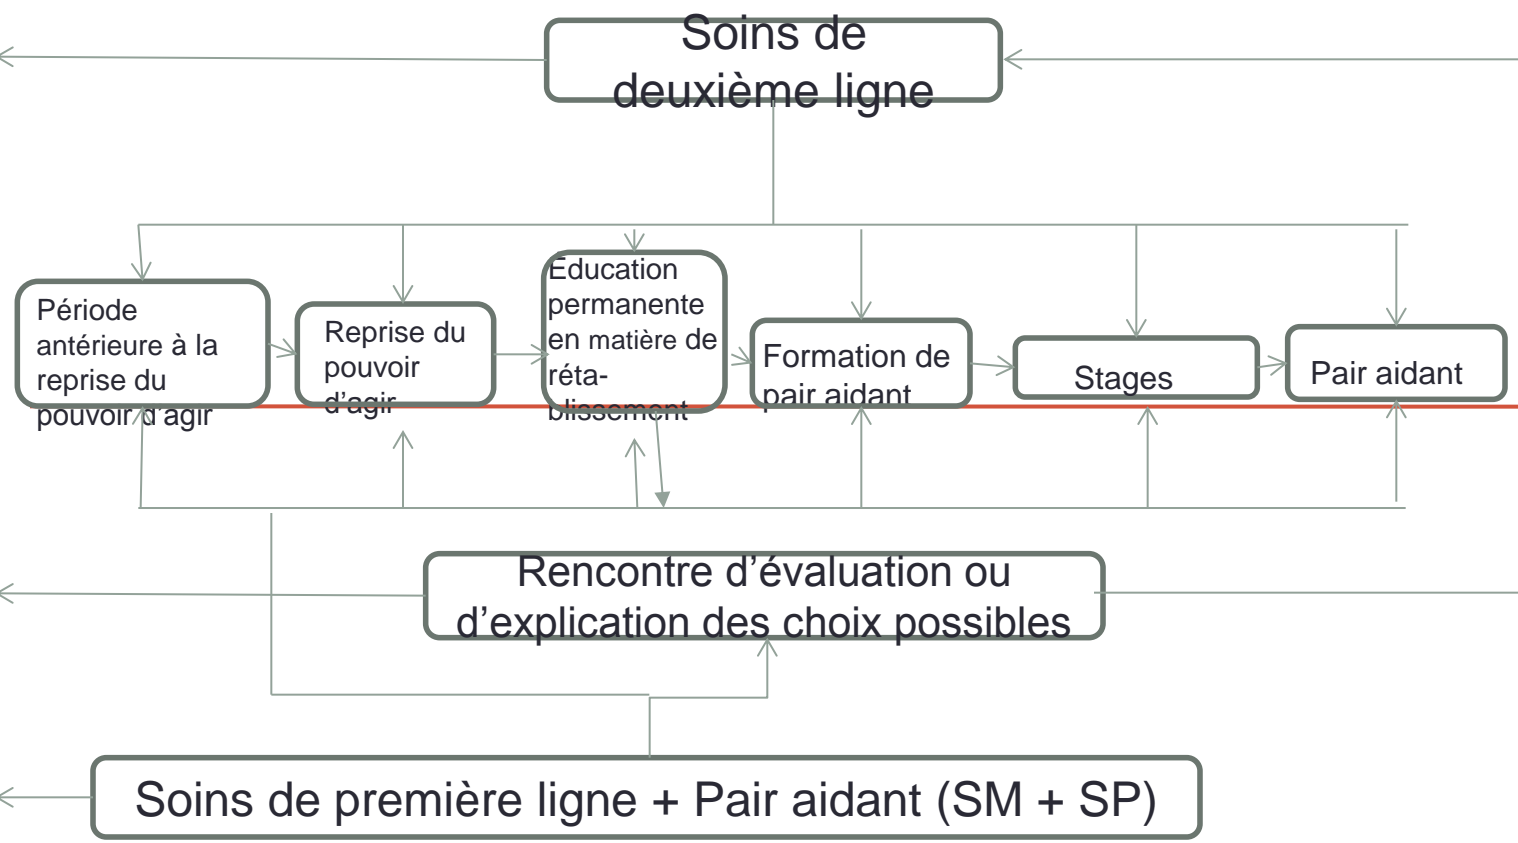 Soins de
deuxième ligne
Période
antérieure à la
reprise du
pouvoir d'agir
Reprise du
pouvoir
d'agir
Éducation
permanente
en matière de
réta-
blissement
Formation de
pair aidant
Stages
Pair aidant
Rencontre d'évaluation ou
d'explication des choix possibles
Soins de première ligne + Pair aidant (SM + SP)